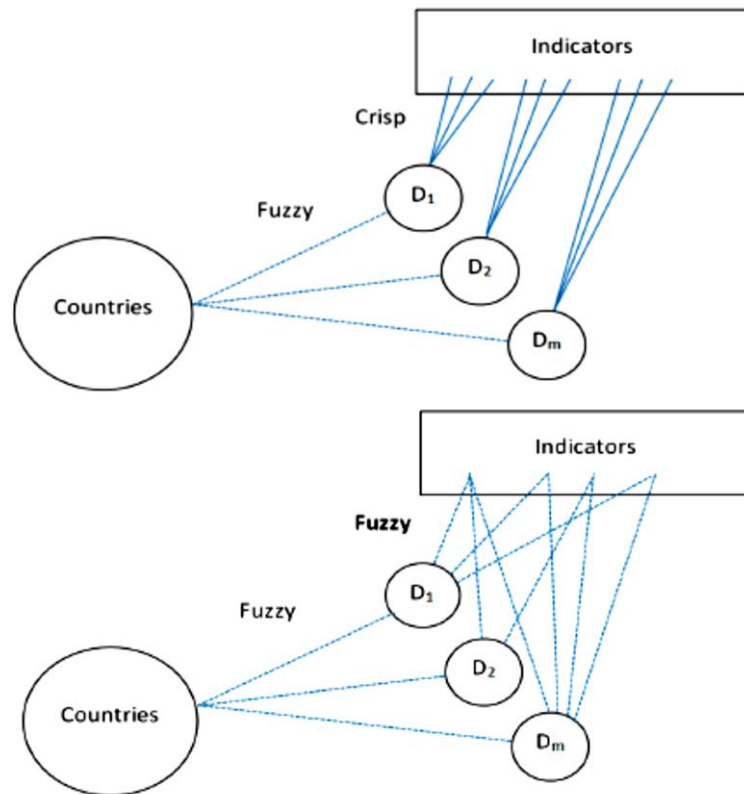 Indicators
Crisp
D₁
Fuzzy
D₂
Countries
Dₘ
Indicators
Fuzzy
D₁
Fuzzy
D₂
Countries
Dₘ